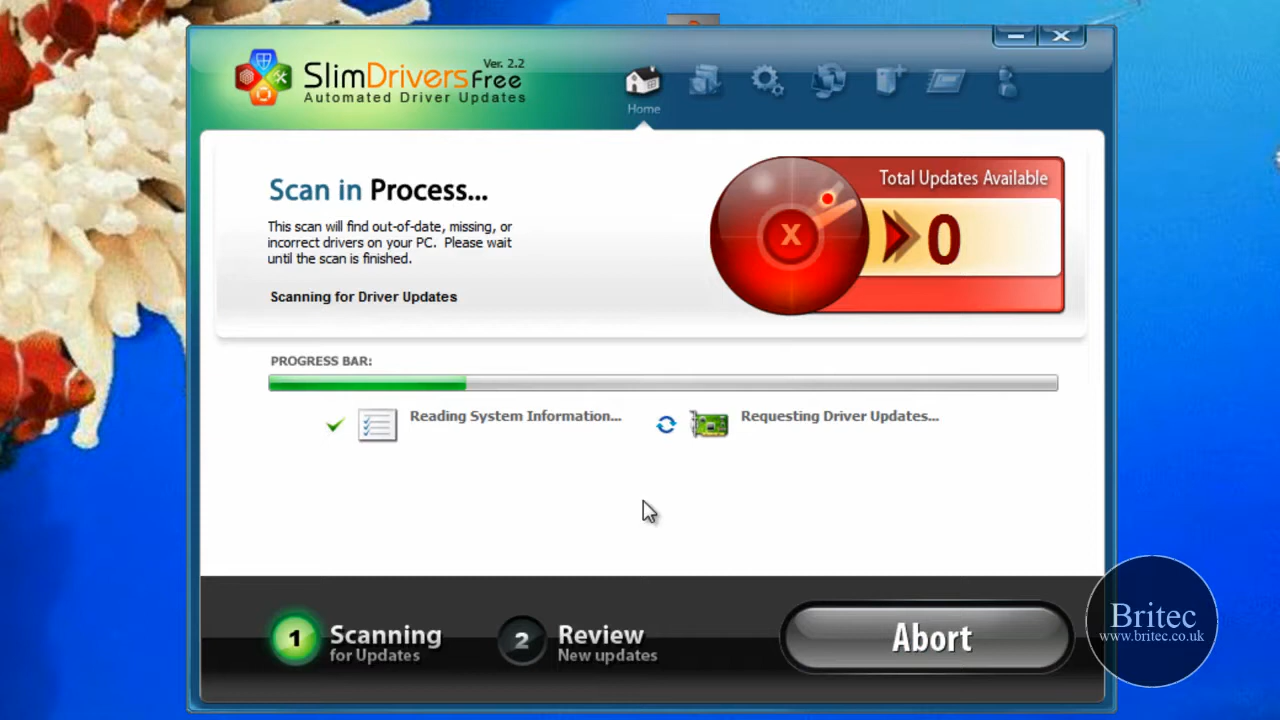 Ver. 2.2
SlimDriversFree
Automated Driver Updates
Home
Scan in Process...
This scan will find out-of-date, missing, or
incorrect drivers on your PC. Please wait
until the scan is finished.
Scanning for Driver Updates
Total Updates Available
X
0
PROGRESS BAR:
Reading System Information...
Requesting Driver Updates...
1
Scanning
for Updates
2
Review
New updates
Abort
Britec
www.britec.co.uk